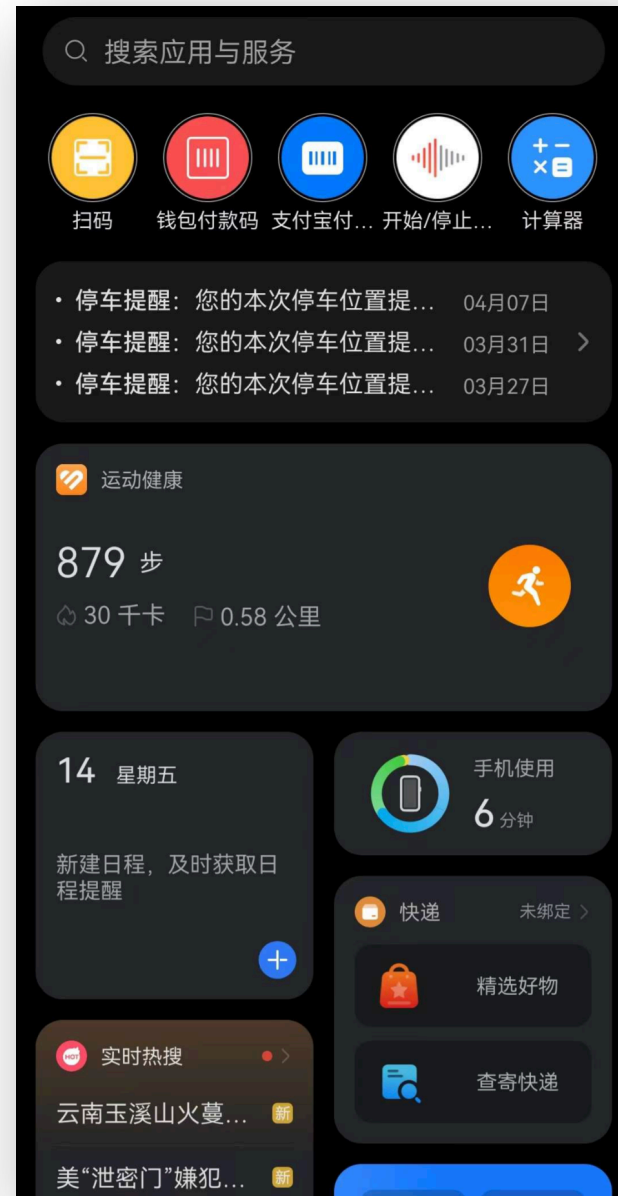 搜索应用与服务
扫码
钱包付款码
支付宝付...
开始/停止...
计算器
• 停车提醒：您的本次停车位置提... 04月07日
• 停车提醒：您的本次停车位置提... 03月31日
• 停车提醒：您的本次停车位置提... 03月27日
运动健康
879 步
30 千卡 0.58 公里
14 星期五
新建日程，及时获取日
程提醒
手机使用
6 分钟
快递 未绑定
精选好物
查寄快递
HOT 实时热搜
云南玉溪山火蔓... 新
美“泄密门”嫌犯... 新